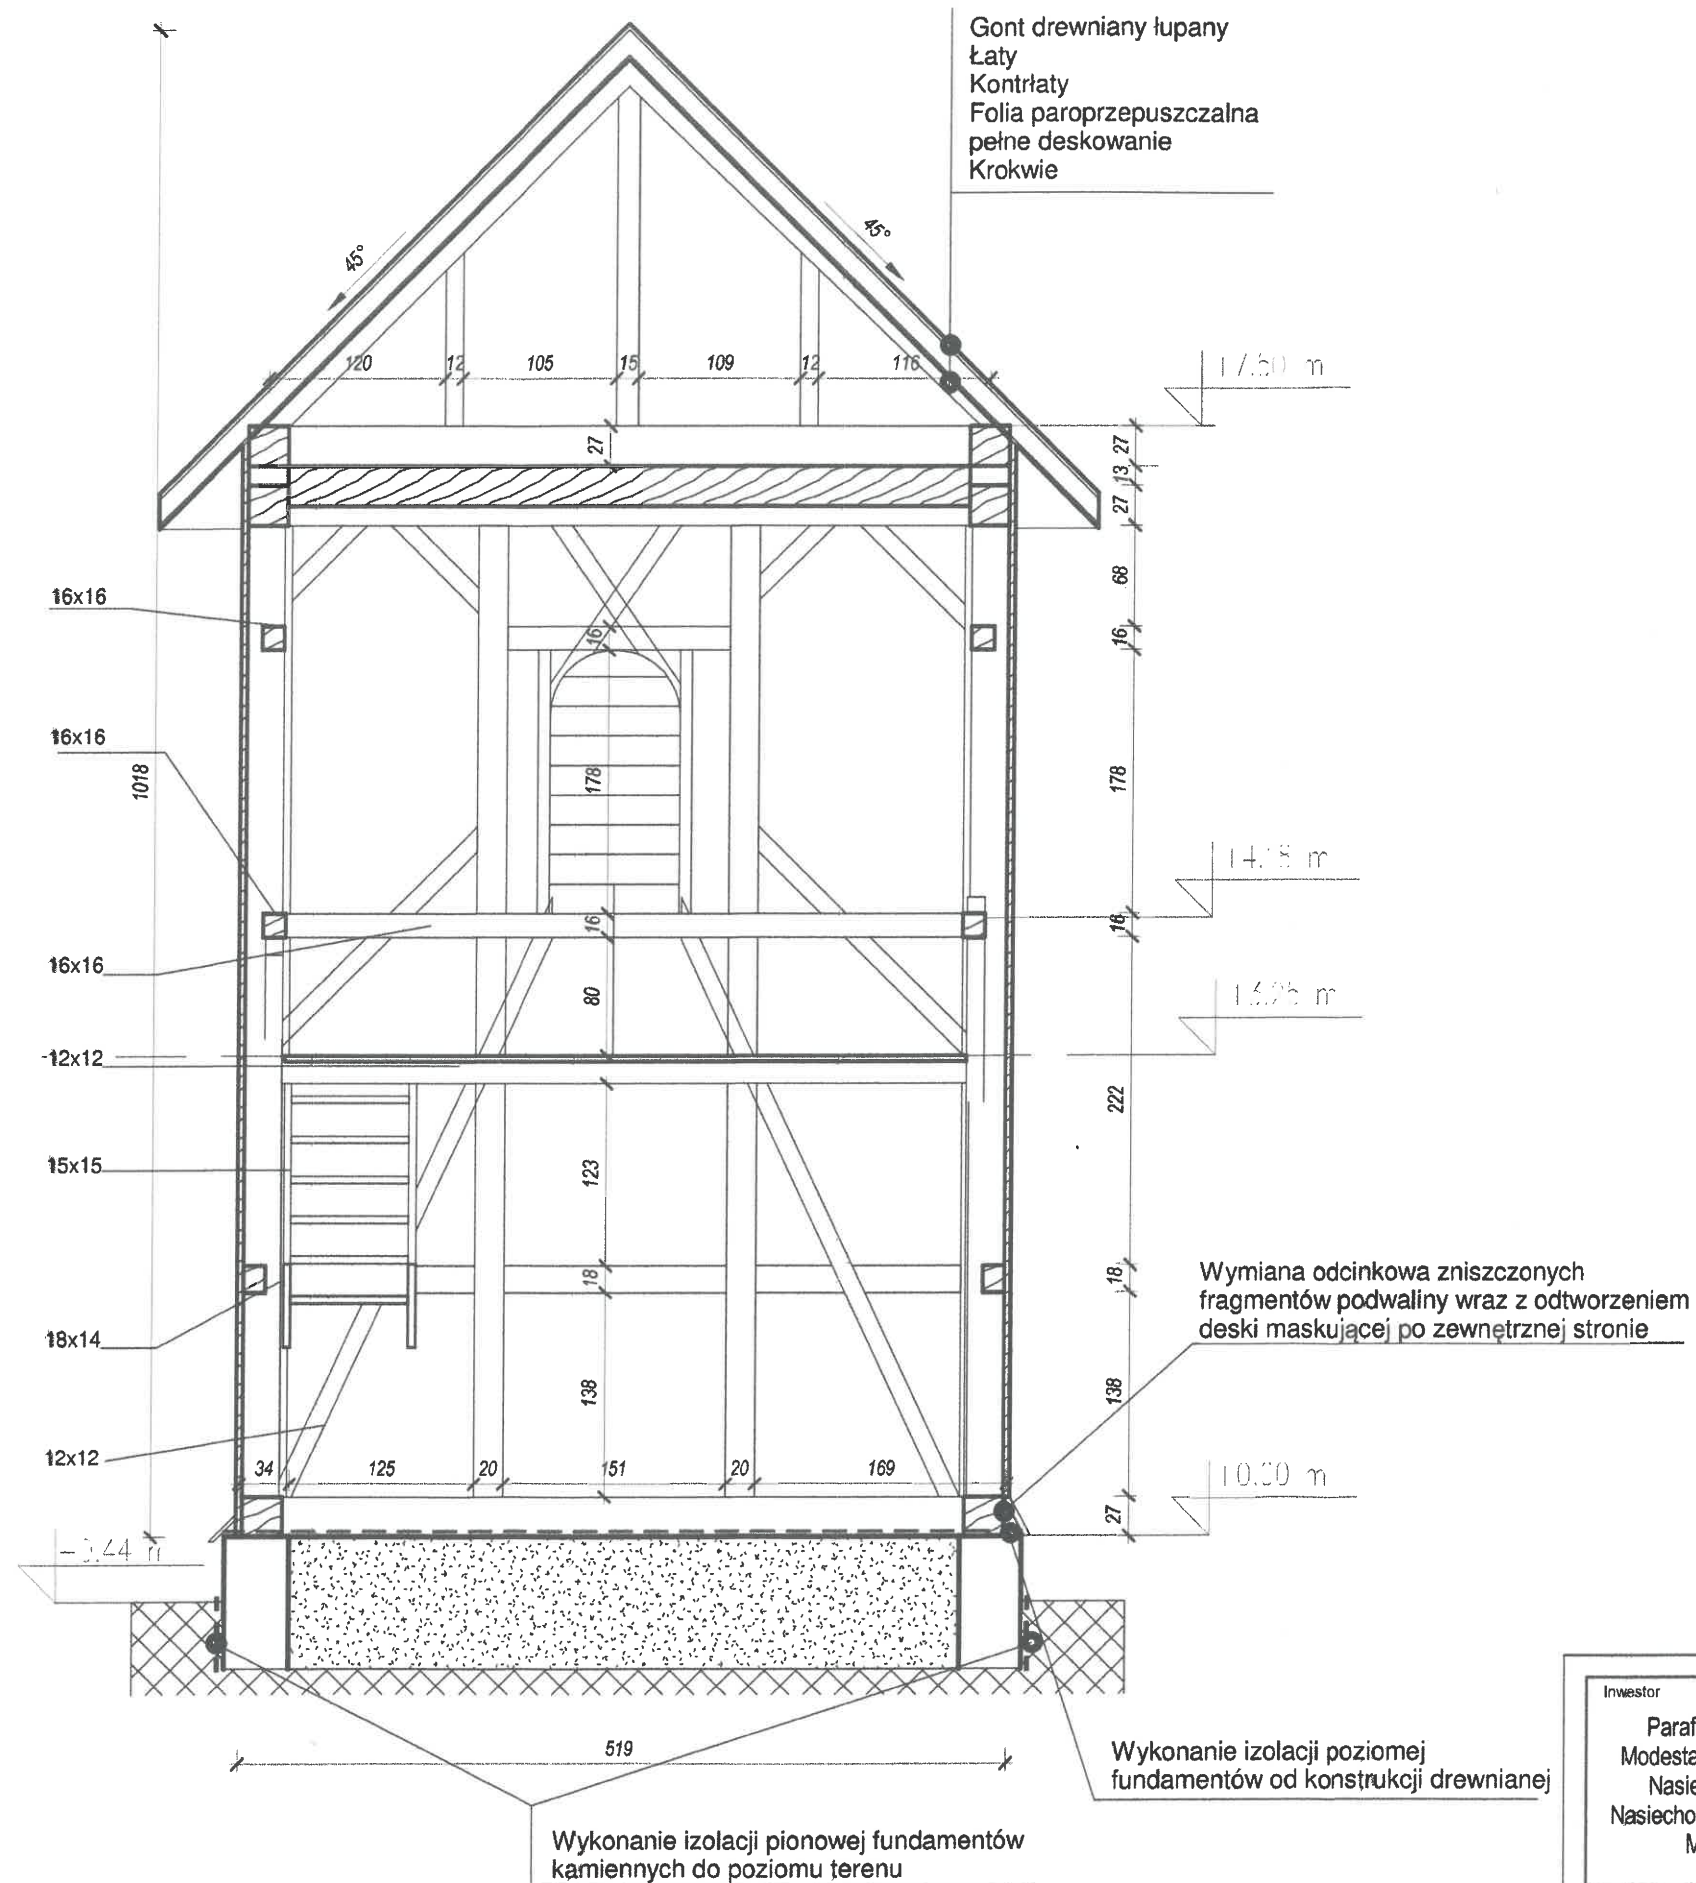 Gont drewniany łupany
Łaty
Kontrłaty
Folia paroprzepuszczalna
pełne deskowanie
Krokwie
45°
45°
120 12 105 15 109 12 116
27
27
13
27
68
16
178
16
222
18
138
27
16
178
16
80
123
18
138
1018
16x16
16x16
16x16
12x12
15x15
18x14
12x12
34 125 20 151 20 169
519
Wymiana odcinkowa zniszczonych
fragmentów podwaliny wraz z odtworzeniem
deski maskującej po zewnętrznej stronie
Wykonanie izolacji poziomej
fundamentów od konstrukcji drewnianej
Wykonanie izolacji pionowej fundamentów
kamiennych do poziomu terenu
Inwestor
Paraf
Modesta
Nasie
Nasiecho
M